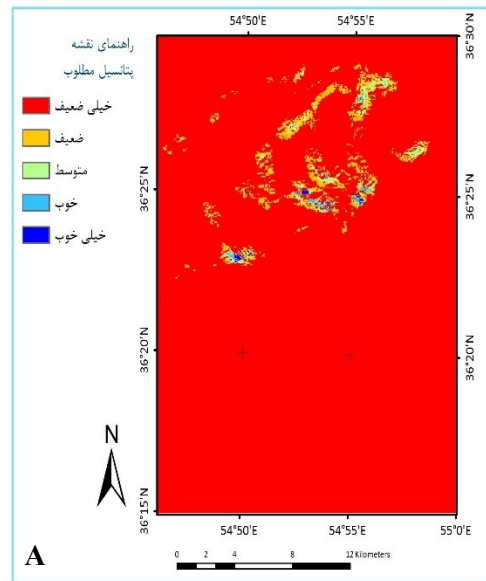 راهنمای نقشه
پتانسیل مطلوب
خیلی ضعیف
ضعیف
متوسط
خوب
خیلی خوب
54°50'E
54°55'E
36°30'N
36°25'N
36°25'N
36°20'N
36°20'N
36°15'N
54°50'E
54°55'E
55°0'E
N
A
0 2 4 8 12 Kilometers